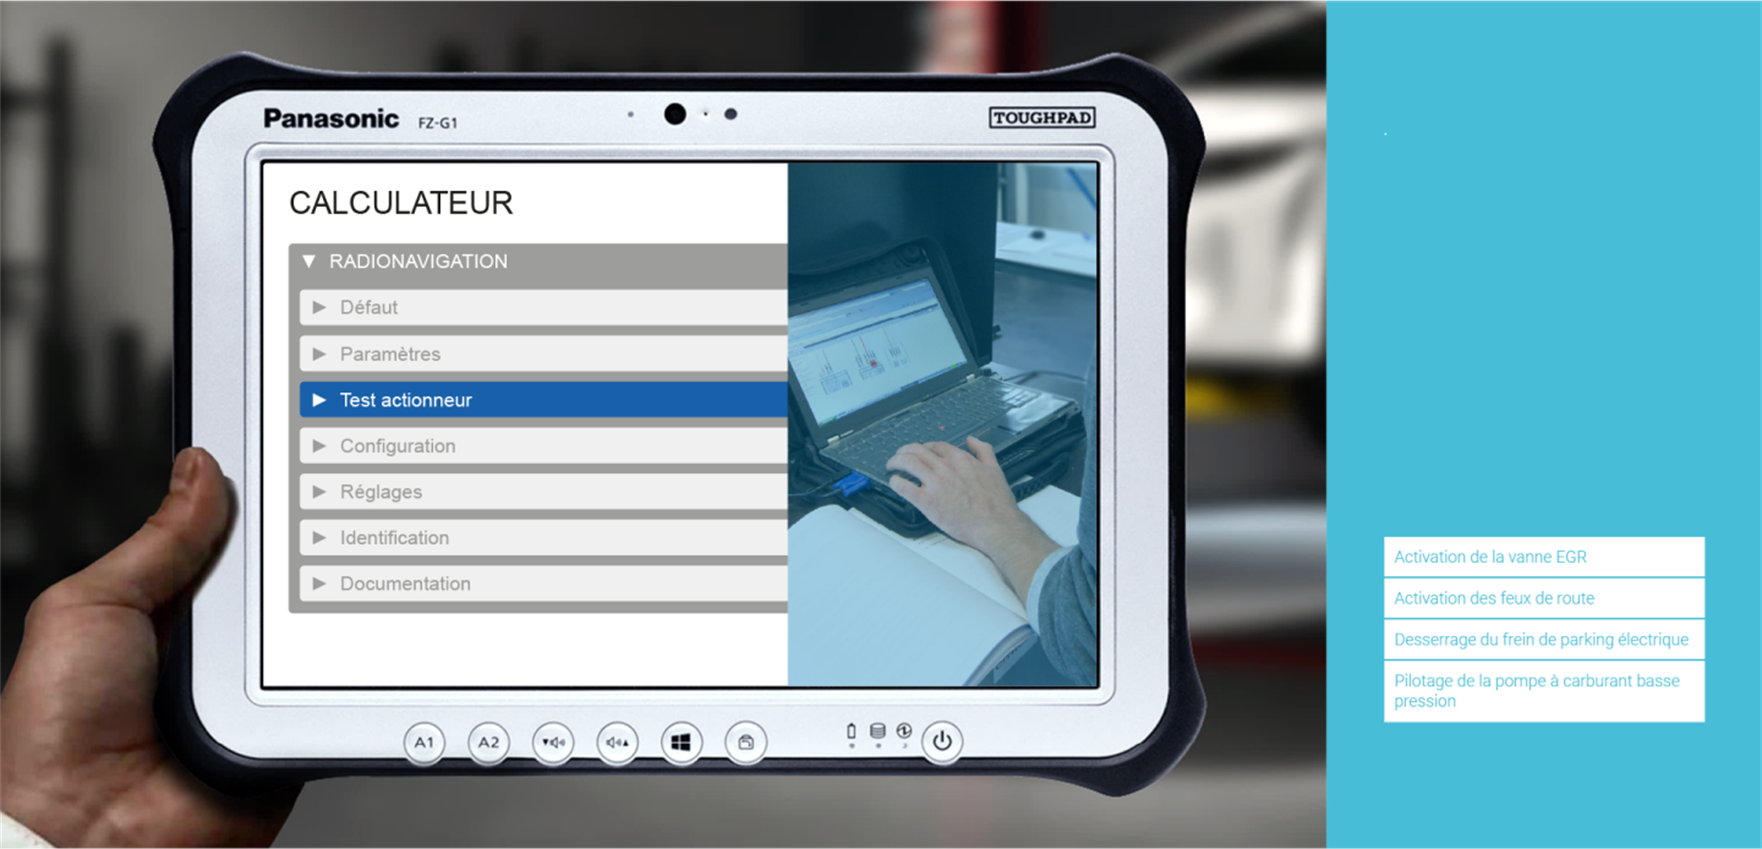 Panasonic FZ-G1
TOUGHPAD
CALCULATEUR
▼ RADIONAVIGATION
▶ Défaut
▶ Paramètres
▶ Test actionneur
▶ Configuration
▶ Réglages
▶ Identification
▶ Documentation
A1 A2
Activation de la vanne EGR
Activation des feux de route
Desserrage du frein de parking électrique
Pilotage de la pompe à carburant basse
pression